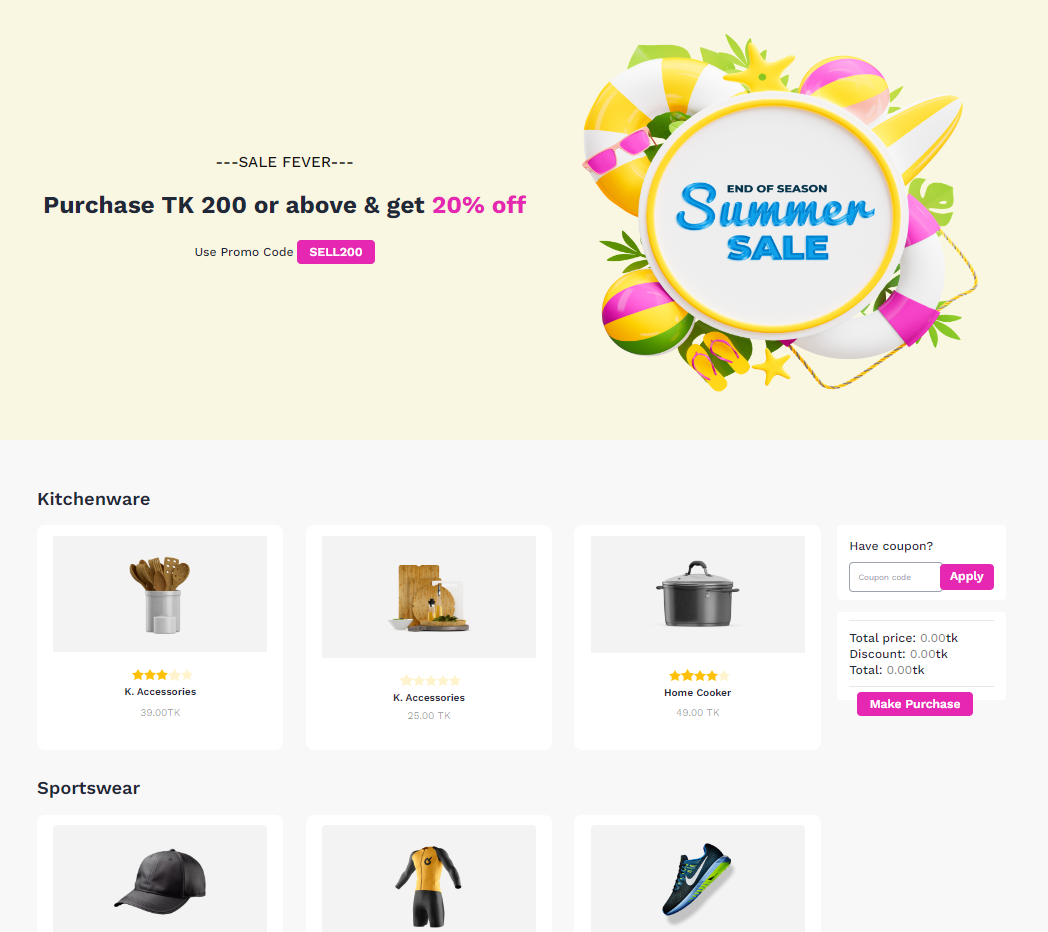 ---SALE FEVER---
Purchase TK 200 or above & get 20% off
Use Promo Code SELL200
END OF SEASON
Summer
SALE
Kitchenware
K. Accessories
39.00TK
K. Accessories
25.00 TK
Home Cooker
49.00 TK
Have coupon?
Coupon code
Apply
Total price: 0.00tk
Discount: 0.00tk
Total: 0.00tk
Make Purchase
Sportswear